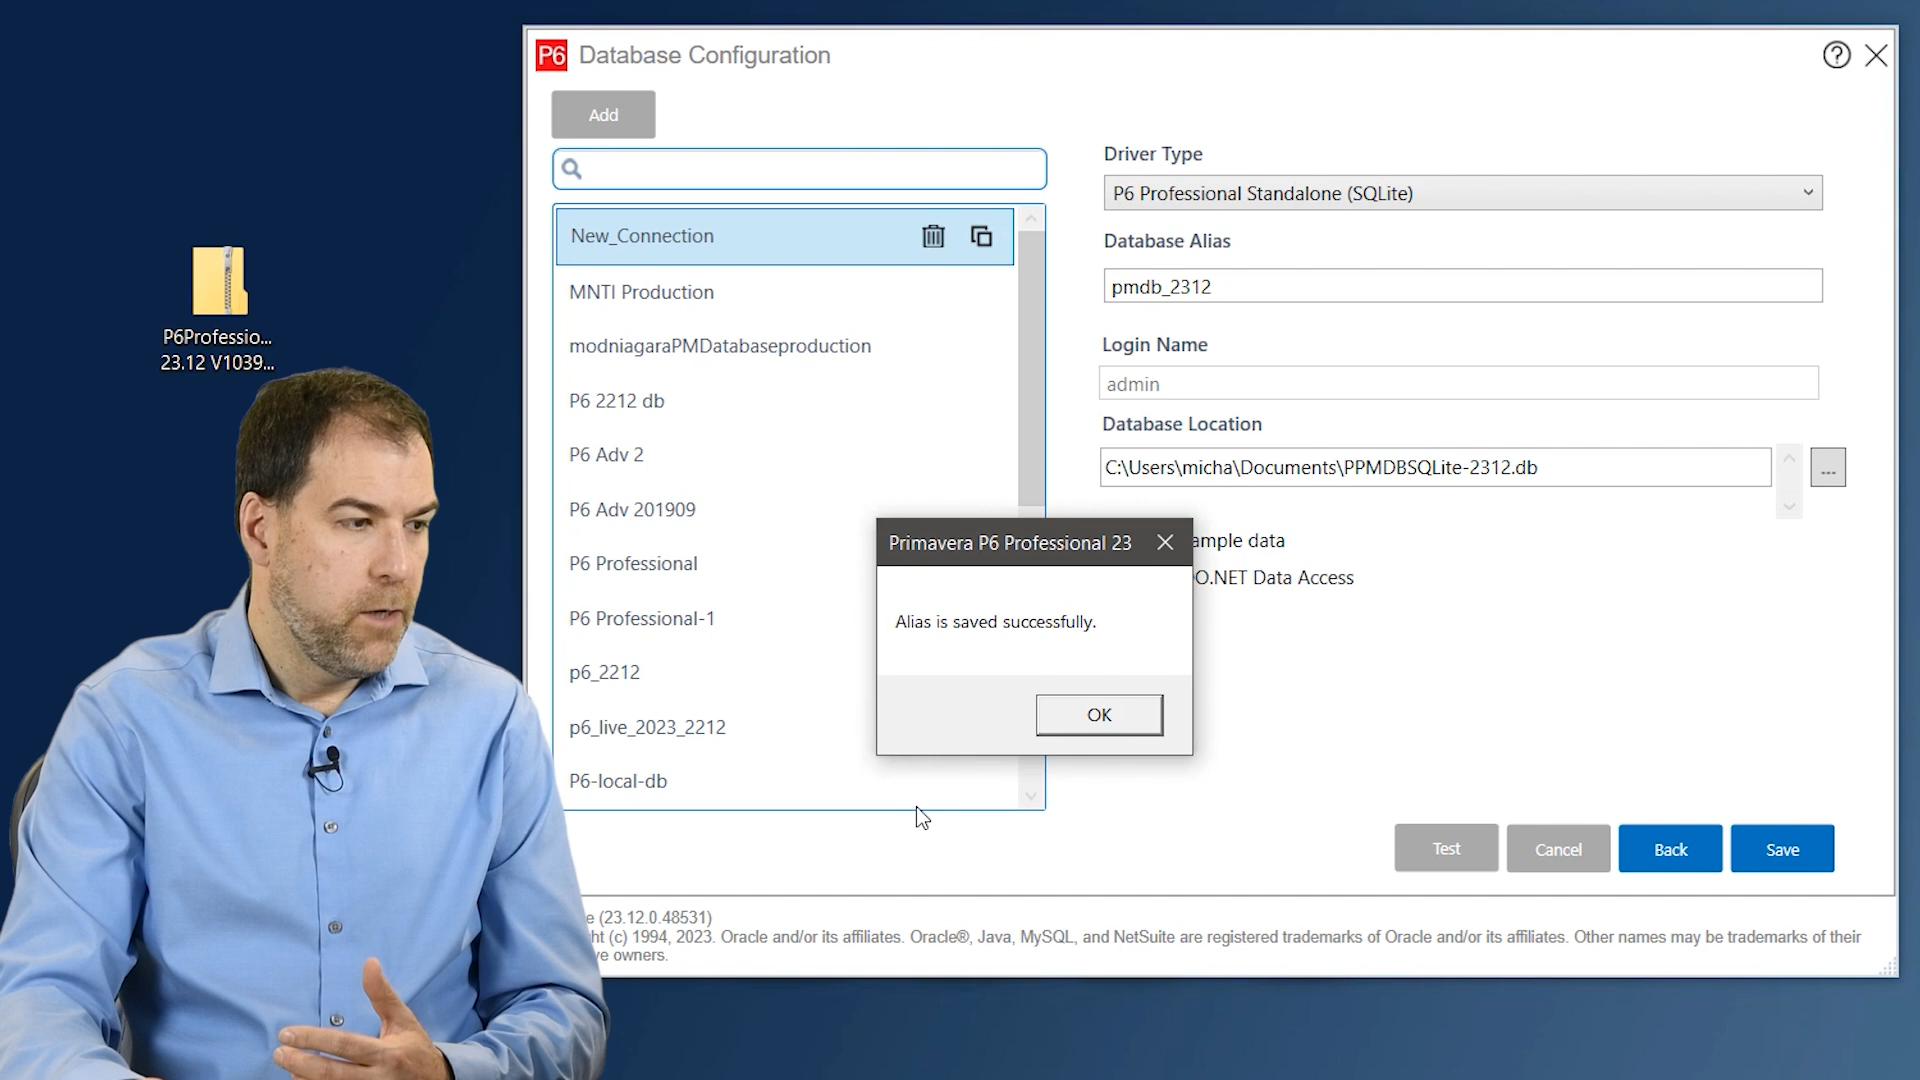 P6 Database Configuration
Add
New_Connection
MNTI Production
modniagaraPMDatabaseproduction
P6 2212 db
P6 Adv 2
P6 Adv 201909
P6 Professional
P6 Professional-1
p6_2212
p6_live_2023_2212
P6-local-db
Driver Type
P6 Professional Standalone (SQLite)
Database Alias
pmdb_2312
Login Name
admin
Database Location
C:\Users\micha\Documents\PPMDBSQLite-2312.db
...
ample data
O.NET Data Access
Primavera P6 Professional 23
Alias is saved successfully.
OK
Test
Cancel
Back
Save
e (23.12.0.48531)
ht (c) 1994, 2023. Oracle and/or its affiliates. Oracle®, Java, MySQL, and NetSuite are registered trademarks of Oracle and/or its affiliates. Other names may be trademarks of their
ve owners.
P6Professio...
23.12 V1039...